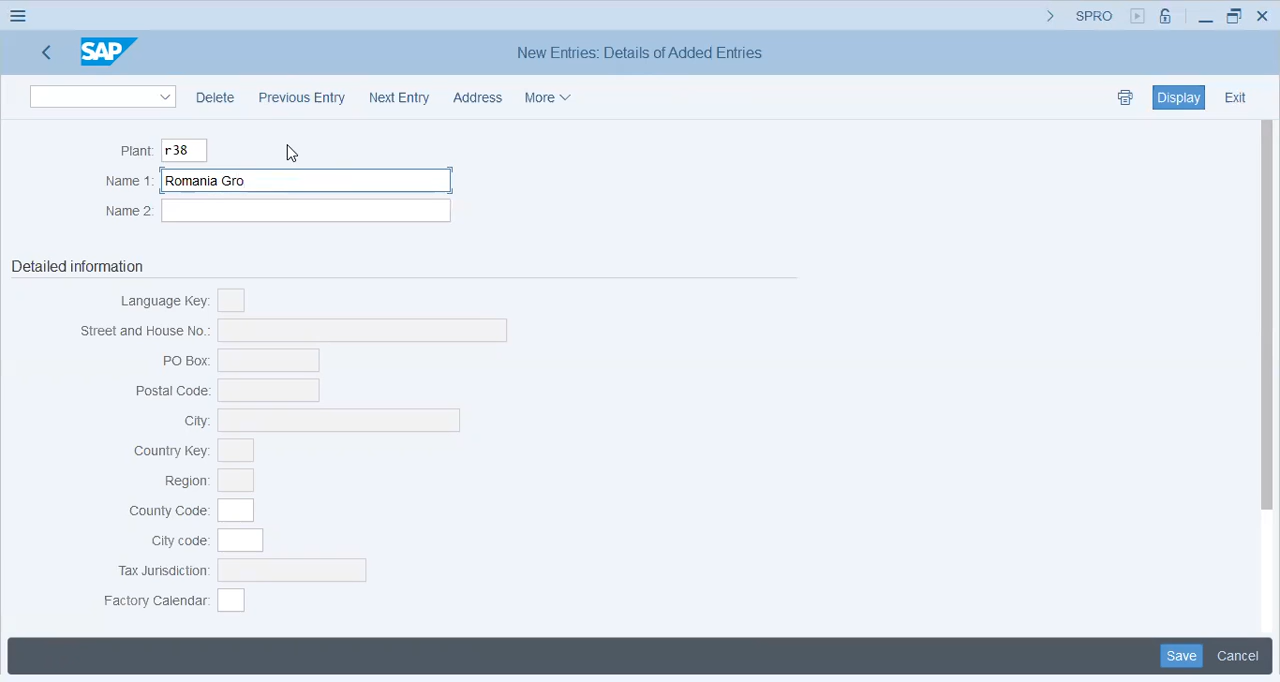 SPRO
SAP
New Entries: Details of Added Entries
Delete Previous Entry Next Entry Address More Display Exit
Plant: r38
Name 1: Romania Gro
Name 2:
Detailed information
Language Key:
Street and House No.:
PO Box:
Postal Code:
City:
Country Key:
Region:
County Code:
City code:
Tax Jurisdiction:
Factory Calendar:
Save Cancel